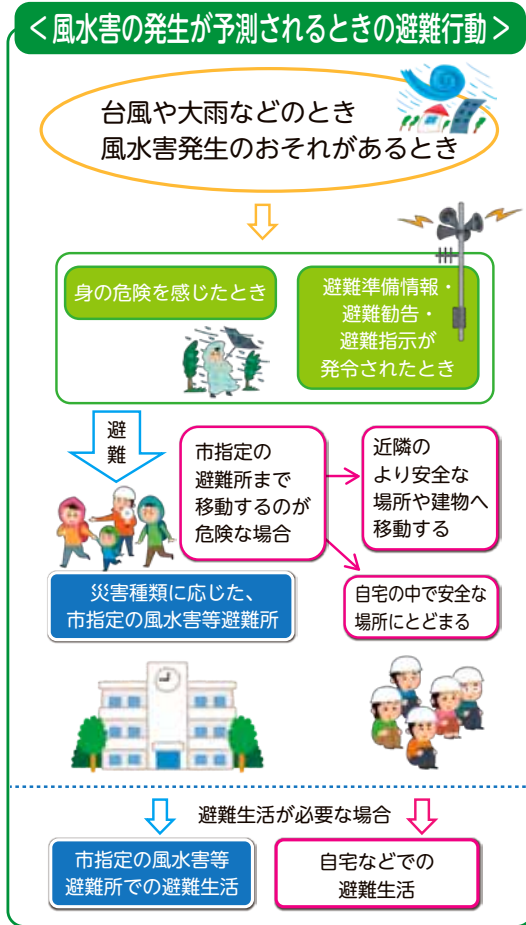 ＜風水害の発生が予測されるときの避難行動＞
台風や大雨などのとき
風水害発生のおそれがあるとき
身の危険を感じたとき
避難準備情報・
避難勧告・
避難指示が
発令されたとき
避
難
市指定の
避難所まで
移動するのが
危険な場合
近隣の
より安全な
場所や建物へ
移動する
災害種類に応じた、
市指定の風水害等避難所
自宅の中で安全な
場所にとどまる
避難生活が必要な場合
市指定の風水害等
避難所での避難生活
自宅などでの
避難生活